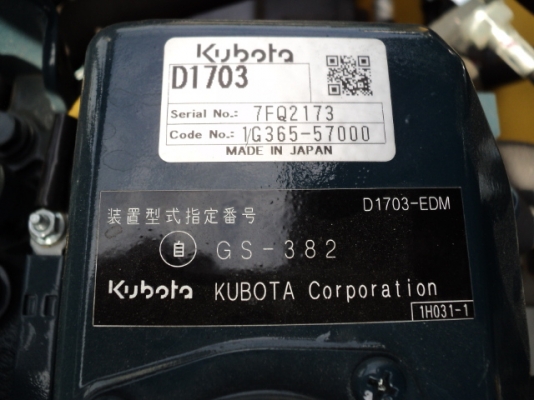 Kubota
D1703
Serial No.: 7FQ2173
Code No.: 1G365-57000
MADE IN JAPAN
装置型式指定番号
D1703-EDM
自 GS-382
Kubota KUBOTA Corporation
1H031-1